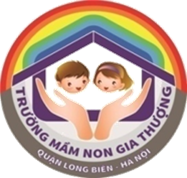 TRƯỜNG MẦM NON GIA THƯỢNG
QUẬN LONG BIÊN - HÀ NỘI